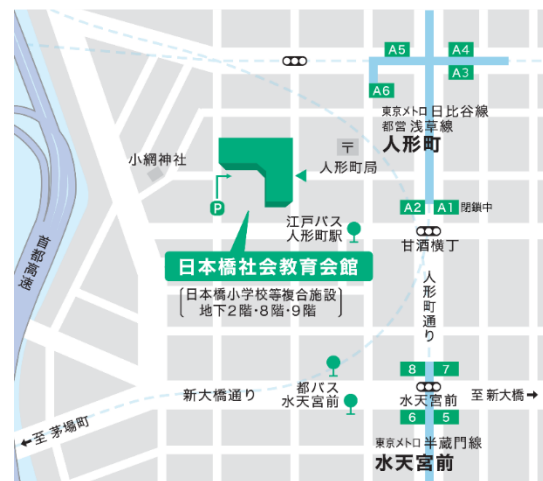 A5
A4
A3
A6
東京メトロ 日比谷線
都営 浅草線
人形町
〒
小網神社
人形町局
P
A2
A1 閉鎖中
江戸バス
人形町駅
甘酒横丁
首都高速
日本橋社会教育会館
日本橋小学校等複合施設
地下2階・8階・9階
人形町通り
8
7
都バス
水天宮前
新大橋通り
水天宮前
至 新大橋→
6
5
←至 茅場町
東京メトロ 半蔵門線
水天宮前